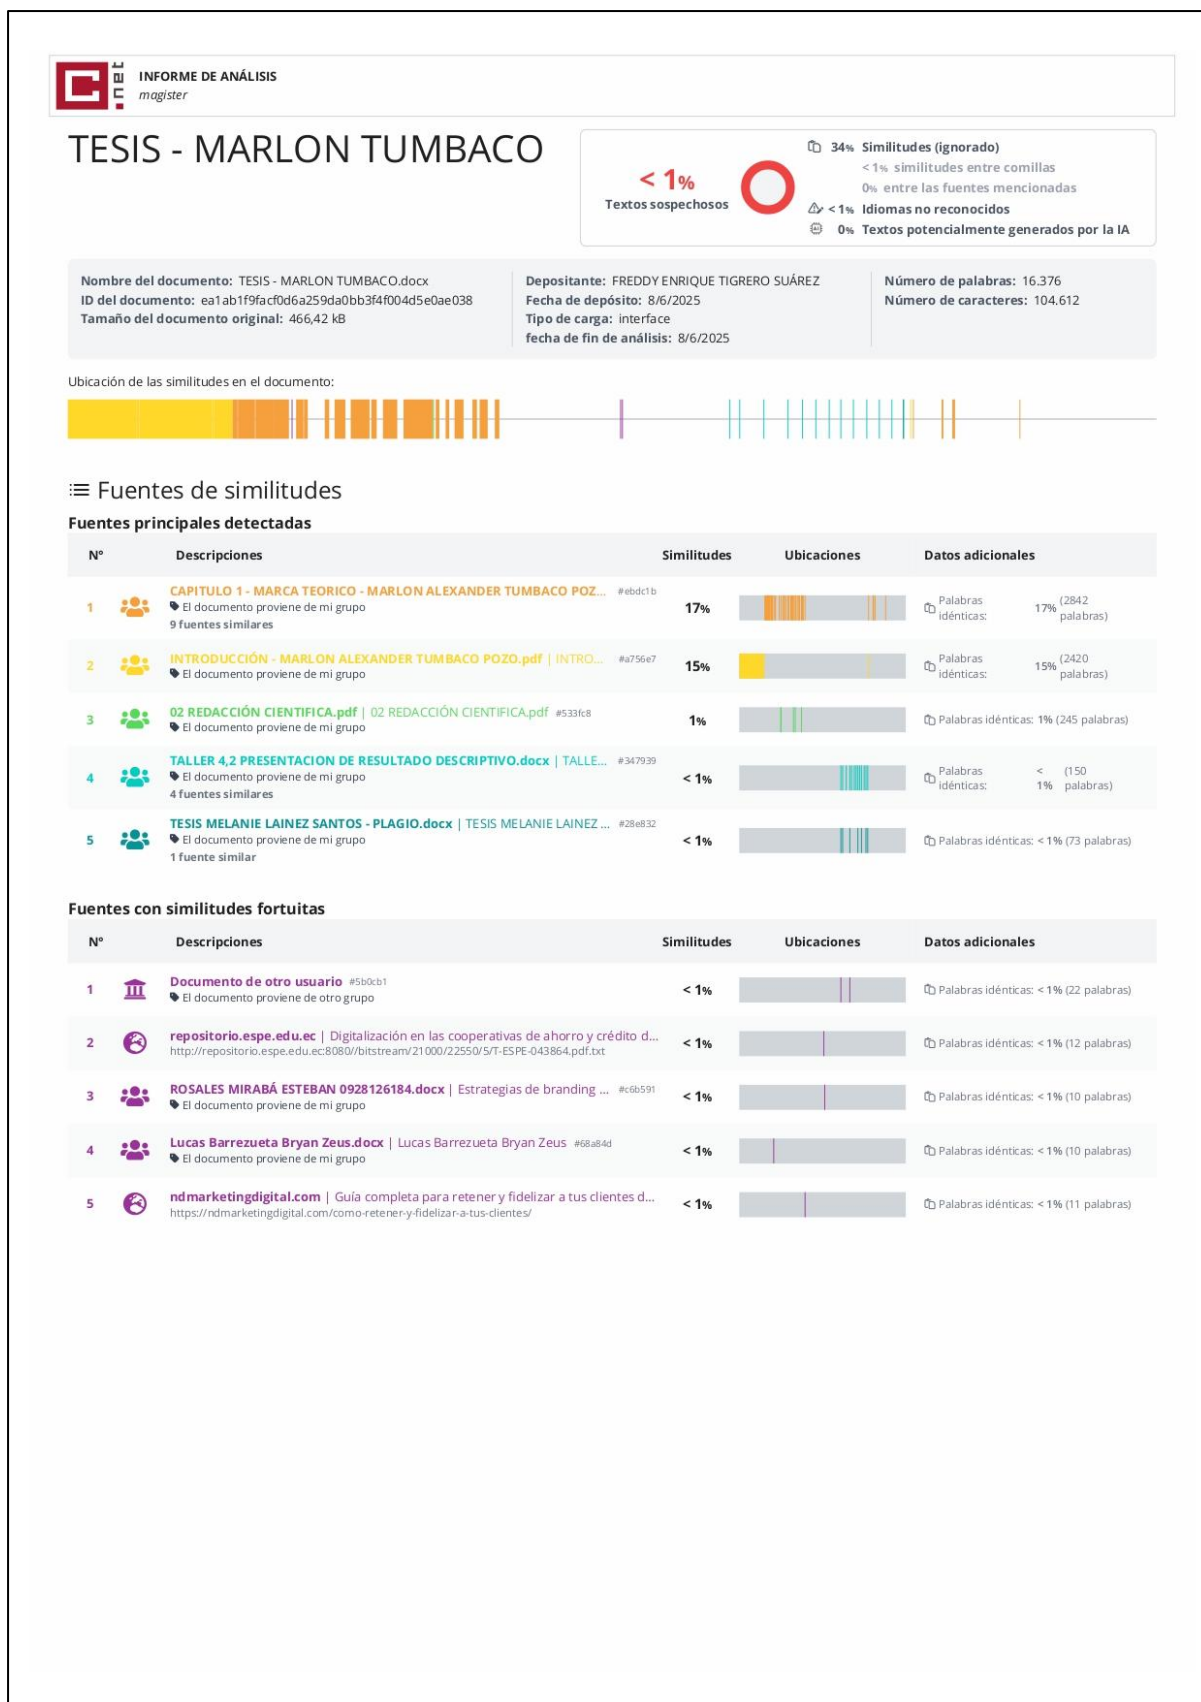 C.net
INFORME DE ANÁLISIS
magister
TESIS - MARLON TUMBACO
< 1%
Textos sospechosos
34% Similitudes (ignorado)
< 1% similitudes entre comillas
0% entre las fuentes mencionadas
< 1% Idiomas no reconocidos
0% Textos potencialmente generados por la IA
Nombre del documento: TESIS - MARLON TUMBACO.docx
ID del documento: ea1ab1f9facf0d6a259da0bb3f4f004d5e0ae038
Tamaño del documento original: 466,42 kB
Depositante: FREDDY ENRIQUE TIGRERO SUÁREZ
Fecha de depósito: 8/6/2025
Tipo de carga: interface
fecha de fin de análisis: 8/6/2025
Número de palabras: 16.376
Número de caracteres: 104.612
Ubicación de las similitudes en el documento:
Fuentes de similitudes
Fuentes principales detectadas
N° Descripciones Similitudes Ubicaciones Datos adicionales
1 CAPITULO 1 - MARCA TEORICO - MARLON ALEXANDER TUMBACO POZ... #ebdc1b
El documento proviene de mi grupo
9 fuentes similares
17%
Palabras idénticas: 17% (2842 palabras)
2 INTRODUCCIÓN - MARLON ALEXANDER TUMBACO POZO.pdf | INTRO... #a756e7
El documento proviene de mi grupo
15%
Palabras idénticas: 15% (2420 palabras)
3 02 REDACCIÓN CIENTIFICA.pdf | 02 REDACCIÓN CIENTIFICA.pdf #533fc8
El documento proviene de mi grupo
1%
Palabras idénticas: 1% (245 palabras)
4 TALLER 4,2 PRESENTACION DE RESULTADO DESCRIPTIVO.docx | TALLE... #347939
El documento proviene de mi grupo
4 fuentes similares
< 1%
Palabras idénticas: < 1% (150 palabras)
5 TESIS MELANIE LAINEZ SANTOS - PLAGIO.docx | TESIS MELANIE LAINEZ ... #28e832
El documento proviene de mi grupo
1 fuente similar
< 1%
Palabras idénticas: < 1% (73 palabras)
Fuentes con similitudes fortuitas
N° Descripciones Similitudes Ubicaciones Datos adicionales
1 Documento de otro usuario #5b0cb1
El documento proviene de otro grupo
< 1%
Palabras idénticas: < 1% (22 palabras)
2 repositorio.espe.edu.ec | Digitalización en las cooperativas de ahorro y crédito d...
http://repositorio.espe.edu.ec:8080//bitstream/21000/22550/5/T-ESPE-043864.pdf.txt
< 1%
Palabras idénticas: < 1% (12 palabras)
3 ROSALES MIRABÁ ESTEBAN 0928126184.docx | Estrategias de branding ... #c6b591
El documento proviene de mi grupo
< 1%
Palabras idénticas: < 1% (10 palabras)
4 Lucas Barrezueta Bryan Zeus.docx | Lucas Barrezueta Bryan Zeus #68a84d
El documento proviene de mi grupo
< 1%
Palabras idénticas: < 1% (10 palabras)
5 ndmarketingdigital.com | Guía completa para retener y fidelizar a tus clientes d...
https://ndmarketingdigital.com/como-retener-y-fidelizar-a-tus-clientes/
< 1%
Palabras idénticas: < 1% (11 palabras)